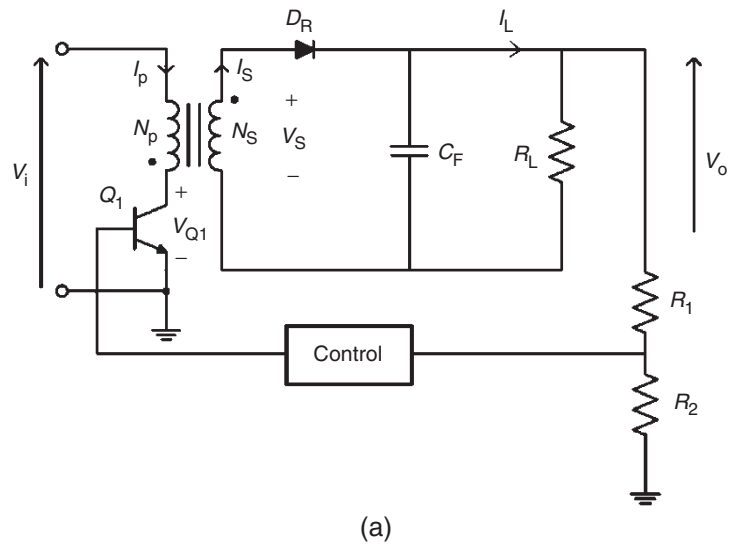 D_R
I_L
I_p
I_S
+
N_p
N_S
V_S
−
C_F
R_L
V_i
V_o
Q_1
+
V_Q1
−
R_1
Control
R_2
(a)